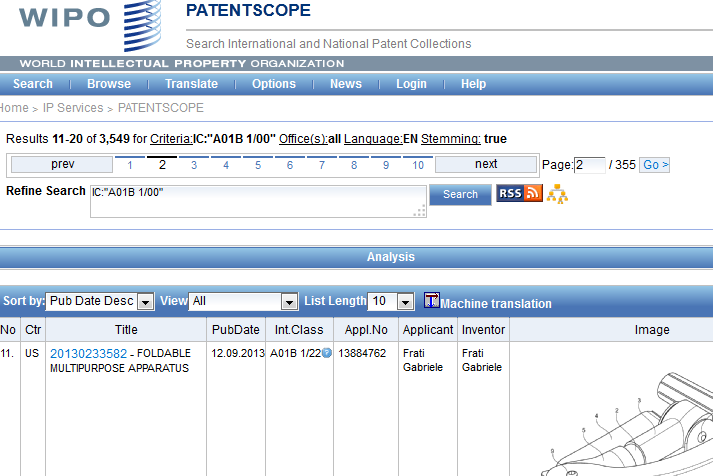 WIPO
PATENTSCOPE
Search International and National Patent Collections
WORLD INTELLECTUAL PROPERTY ORGANIZATION
Search | Browse | Translate | Options | News | Login | Help
Home > IP Services > PATENTSCOPE
Results 11-20 of 3,549 for Criteria:IC:"A01B 1/00" Office(s):all Language:EN Stemming: true
prev 1 2 3 4 5 6 7 8 9 10 next Page: 2 / 355 Go >
Refine Search IC:"A01B 1/00" Search RSS
Analysis
Sort by: Pub Date Desc View All List Length 10 Machine translation
No Ctr Title PubDate Int.Class Appl.No Applicant Inventor Image
11. US 20130233582 - FOLDABLE 12.09.2013 A01B 1/22 ? 13884762 Frati Frati
MULTIPURPOSE APPARATUS Gabriele Gabriele
3
2
4
5
9